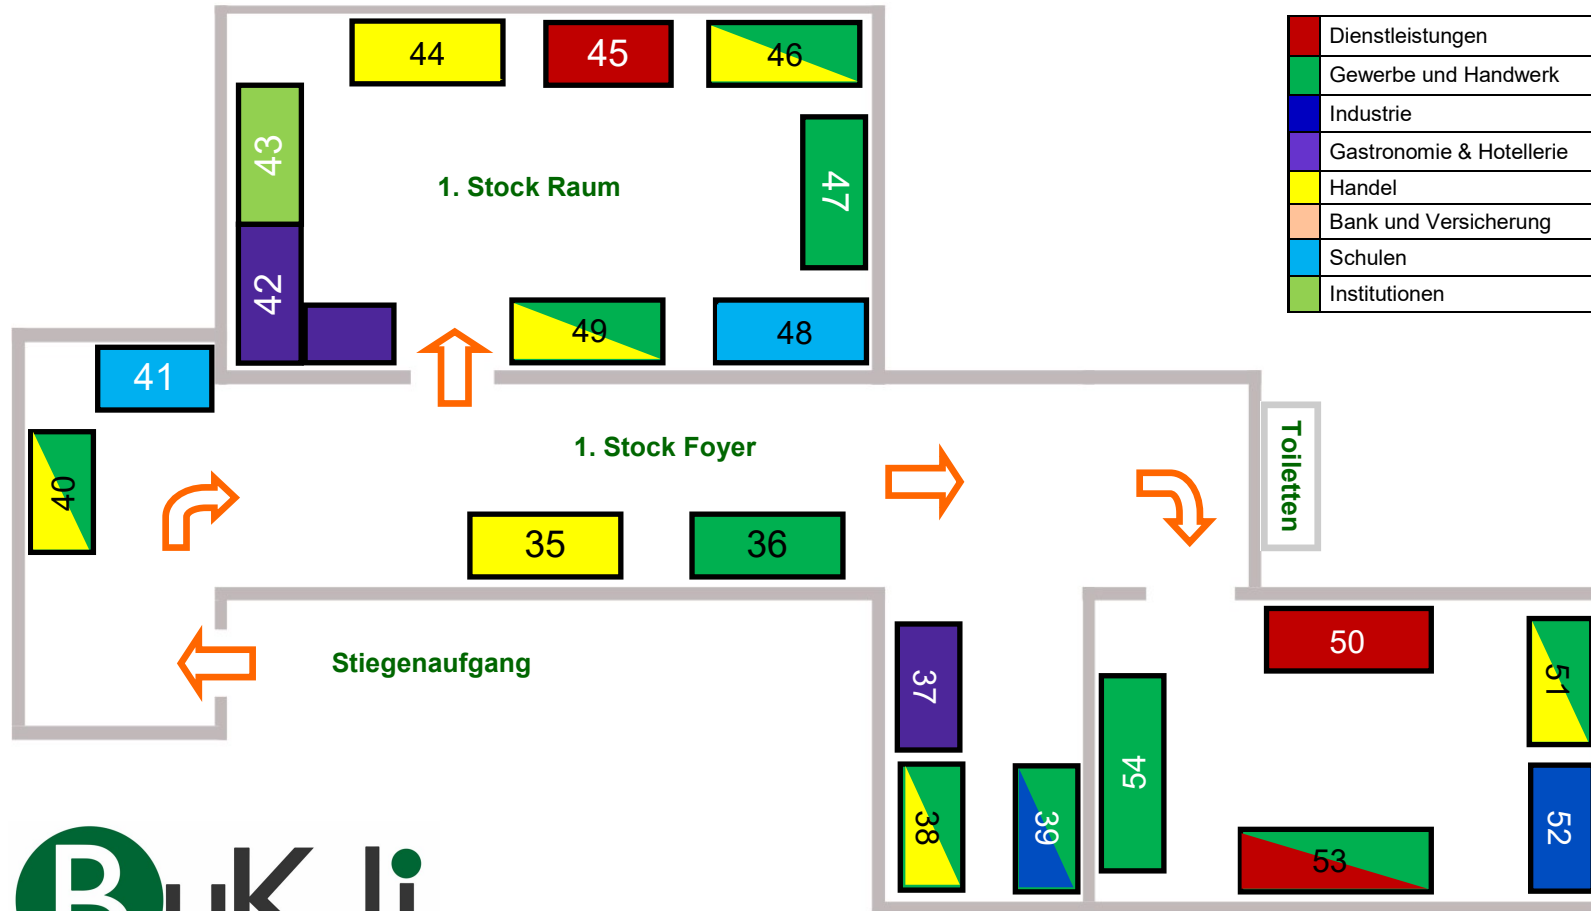 44
45
46
Dienstleistungen
Gewerbe und Handwerk
Industrie
Gastronomie & Hotellerie
Handel
Bank und Versicherung
Schulen
Institutionen
43
1. Stock Raum
47
42
49
48
41
40
1. Stock Foyer
Toiletten
35
36
Stiegenaufgang
37
50
51
54
38
39
53
52
BuK li